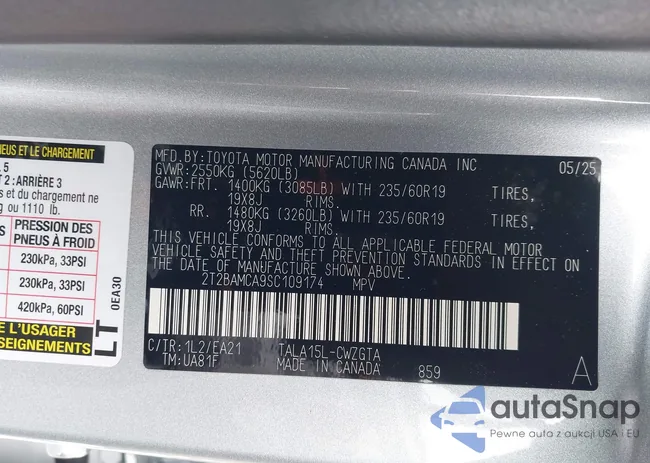 NEUS ET LE CHARGEMENT
5
2 : ARRIÈRE 3
es et du chargement ne
g ou 1110 lb.
PRESSION DES
PNEUS À FROID
230kPa, 33PSI
230kPa, 33PSI
420kPa, 60PSI
E L'USAGER
SEIGNEMENTS
LT
0EA30
MFD. BY: TOYOTA MOTOR MANUFACTURING CANADA INC 05/25
GVWR: 2550KG (5620LB)
GAWR: FRT. 1400KG (3085LB) WITH 235/60R19 TIRES,
19X8J RIMS.
RR. 1480KG (3260LB) WITH 235/60R19 TIRES,
19X8J RIMS.
THIS VEHICLE CONFORMS TO ALL APPLICABLE FEDERAL MOTOR
VEHICLE SAFETY AND THEFT PREVENTION STANDARDS IN EFFECT ON
THE DATE OF MANUFACTURE SHOWN ABOVE.
2T2BAMCA9SC109174 MPV
C/TR: 1L2/EA21 TALA15L-CWZGTA
TM: UA81F MADE IN CANADA 859 A
autaSnap
Pewne auta z aukcji USA i EU